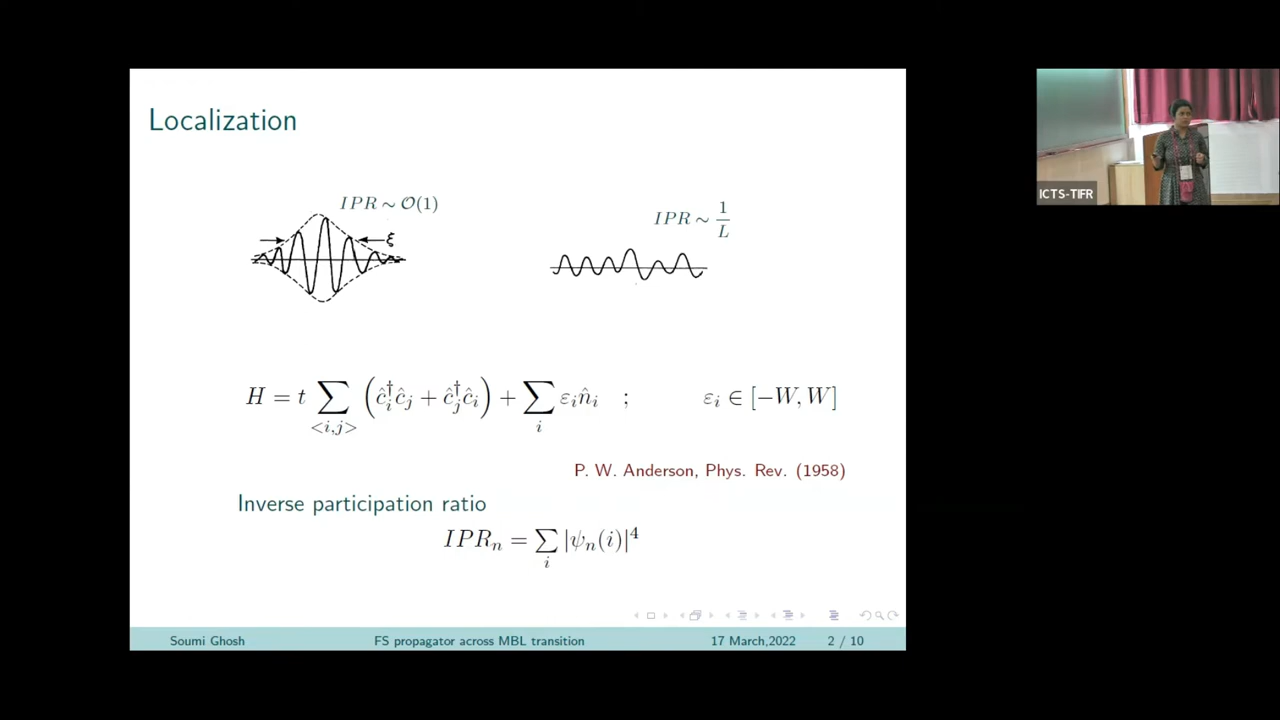 Localization
IPR ∼ O(1)
ξ
IPR ∼ 1/L
H = t ∑_{<i,j>} (ĉ_i^† ĉ_j + ĉ_j^† ĉ_i) + ∑_i ε_i n̂_i ; ε_i ∈ [−W, W]
P. W. Anderson, Phys. Rev. (1958)
Inverse participation ratio
IPR_n = ∑_i |ψ_n(i)|^4
Soumi Ghosh FS propagator across MBL transition 17 March,2022 2 / 10
ICTS-TIFR